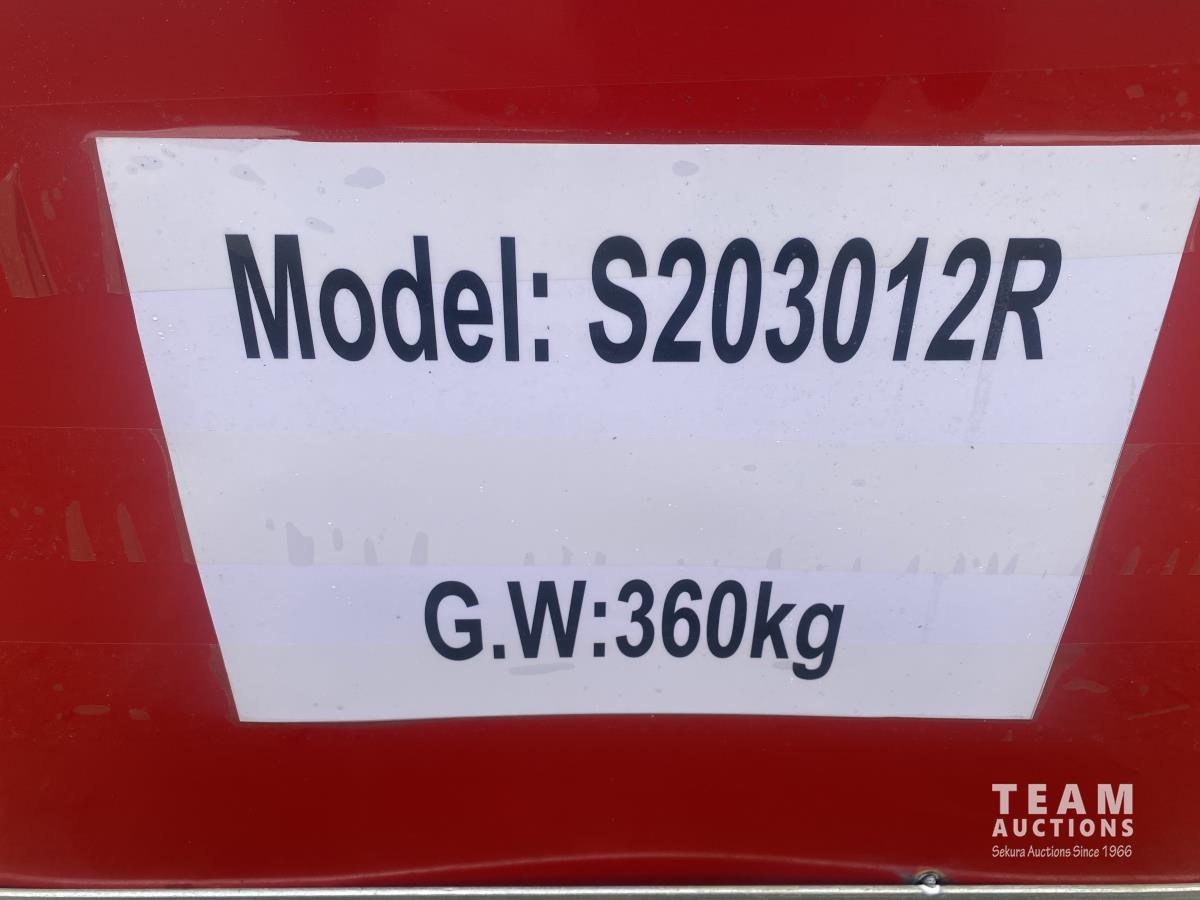 Model: S203012R
G.W:360kg
TEAM
AUCTIONS
Sekura Auctions Since 1966